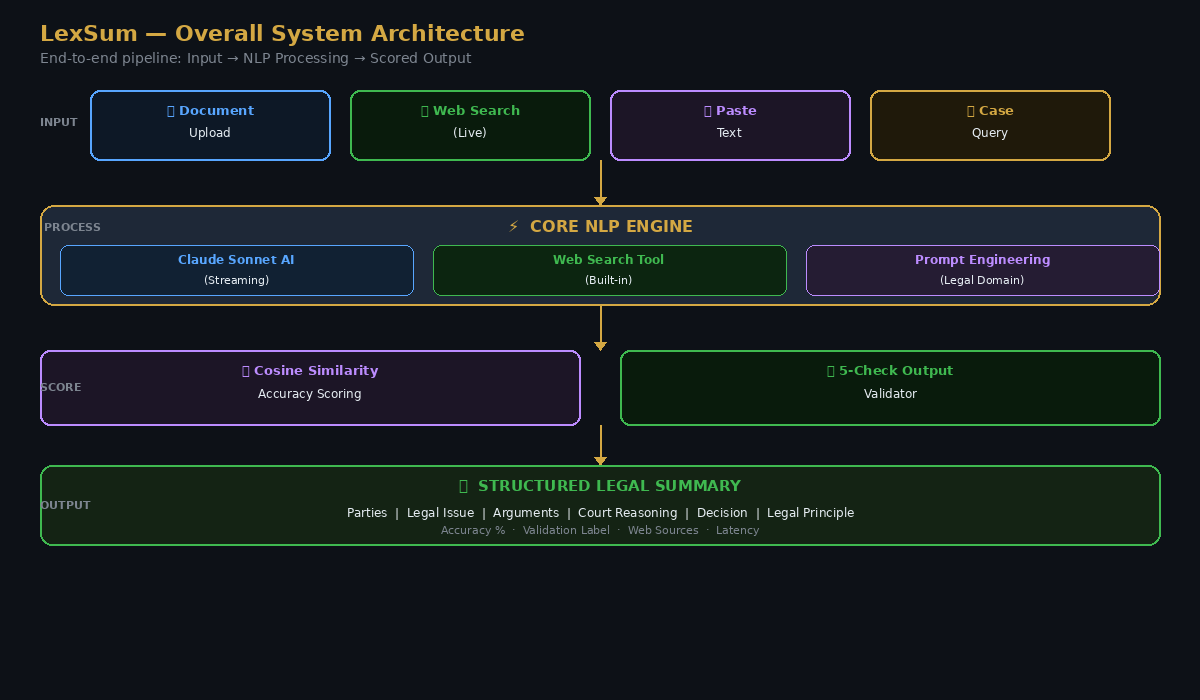 LexSum — Overall System Architecture
End-to-end pipeline: Input → NLP Processing → Scored Output
INPUT
Document
Upload
Web Search
(Live)
Paste
Text
Case
Query
PROCESS
⚡ CORE NLP ENGINE
Claude Sonnet AI
(Streaming)
Web Search Tool
(Built-in)
Prompt Engineering
(Legal Domain)
SCORE
Cosine Similarity
Accuracy Scoring
5-Check Output
Validator
OUTPUT
STRUCTURED LEGAL SUMMARY
Parties | Legal Issue | Arguments | Court Reasoning | Decision | Legal Principle
Accuracy % · Validation Label · Web Sources · Latency